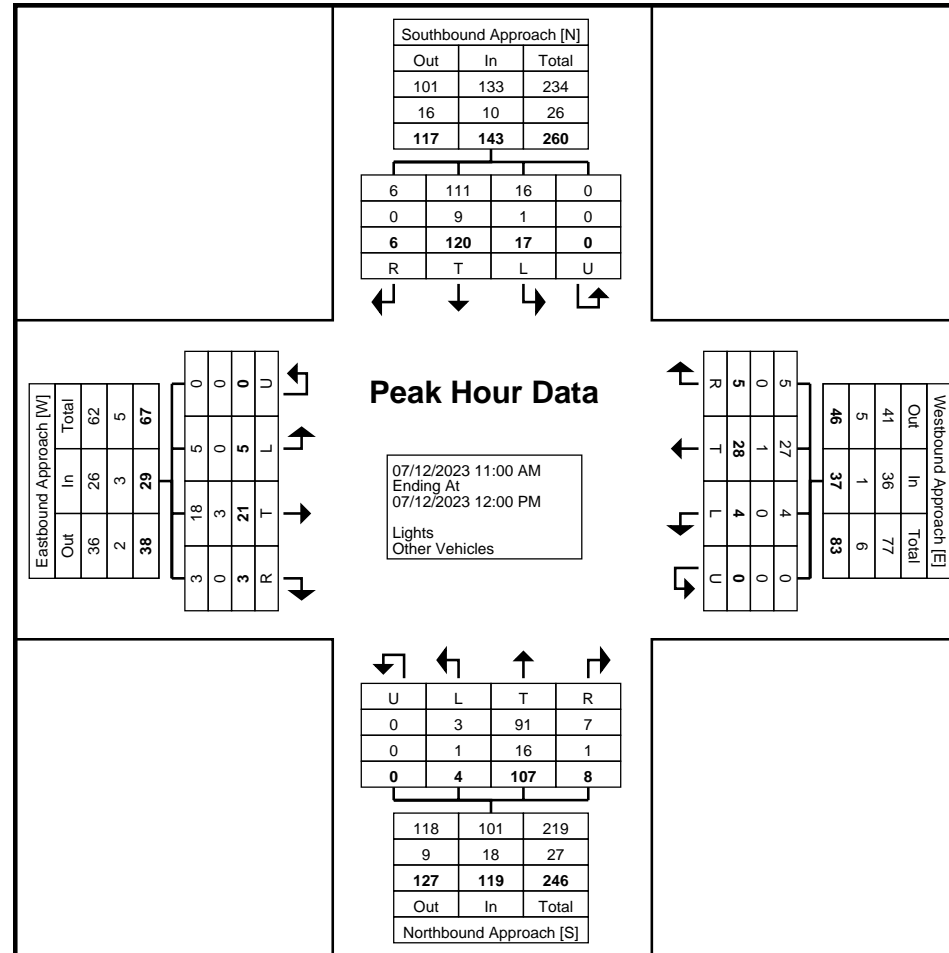 Southbound Approach [N]
Out In Total
101 133 234
16 10 26
117 143 260
6 111 16 0
0 9 1 0
6 120 17 0
R T L U
Peak Hour Data
07/12/2023 11:00 AM
Ending At
07/12/2023 12:00 PM
Lights
Other Vehicles
Eastbound Approach [W]
Total In Out
62 26 36
5 3 2
67 29 38
0 5 18 3
0 0 3 0
0 5 21 3
U L T R
Westbound Approach [E]
Out In Total
41 36 77
5 1 6
46 37 83
5 27 4 0
0 1 0 0
5 28 4 0
R T L U
U L T R
0 3 91 7
0 1 16 1
0 4 107 8
118 101 219
9 18 27
127 119 246
Out In Total
Northbound Approach [S]